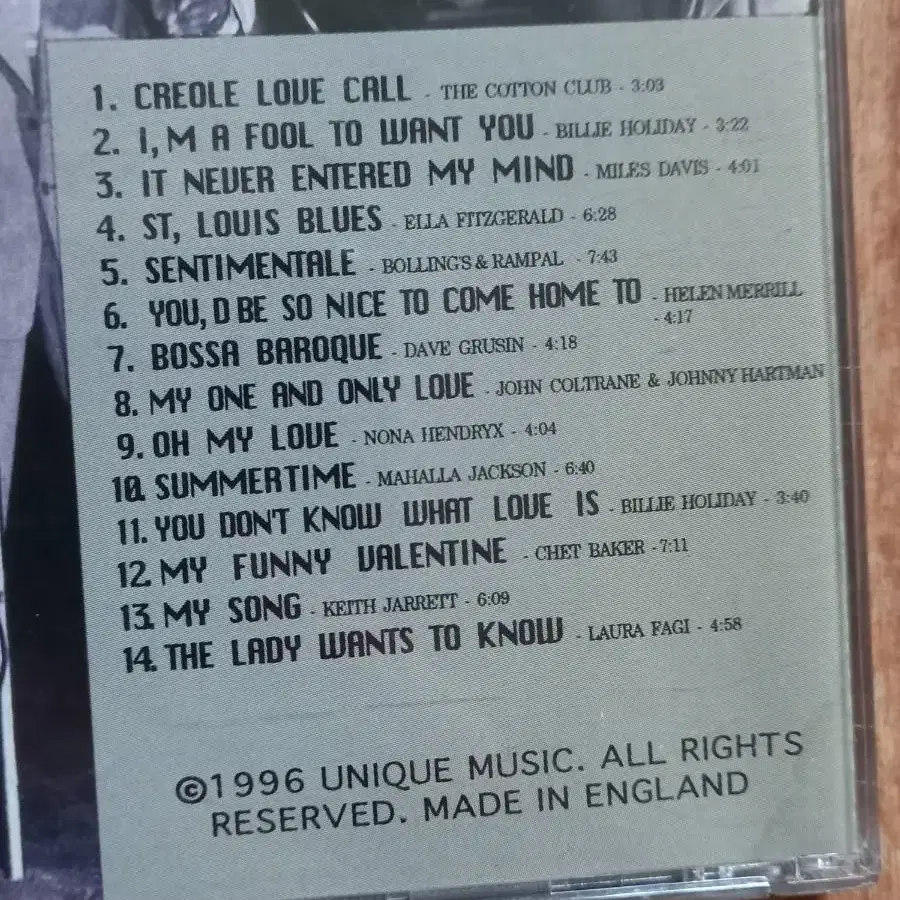 1. CREOLE LOVE CALL - THE COTTON CLUB - 3:03
2. I,M A FOOL TO WANT YOU - BILLIE HOLIDAY - 3:22
3. IT NEVER ENTERED MY MIND - MILES DAVIS - 4:01
4. ST, LOUIS BLUES - ELLA FITZGERALD - 6:28
5. SENTIMENTALE - BOLLING'S & RAMPAL - 7:43
6. YOU,D BE SO NICE TO COME HOME TO - HELEN MERRILL
- 4:17
7. BOSSA BAROQUE - DAVE GRUSIN - 4:18
8. MY ONE AND ONLY LOVE - JOHN COLTRANE & JOHNNY HARTMAN
9. OH MY LOVE - NONA HENDRYX - 4:04
10. SUMMERTIME - MAHALLA JACKSON - 6:40
11. YOU DON'T KNOW WHAT LOVE IS - BILLIE HOLIDAY - 3:40
12. MY FUNNY VALENTINE - CHET BAKER - 7:11
13. MY SONG - KEITH JARRETT - 6:09
14. THE LADY WANTS TO KNOW - LAURA FAGI - 4:58
©1996 UNIQUE MUSIC. ALL RIGHTS
RESERVED. MADE IN ENGLAND